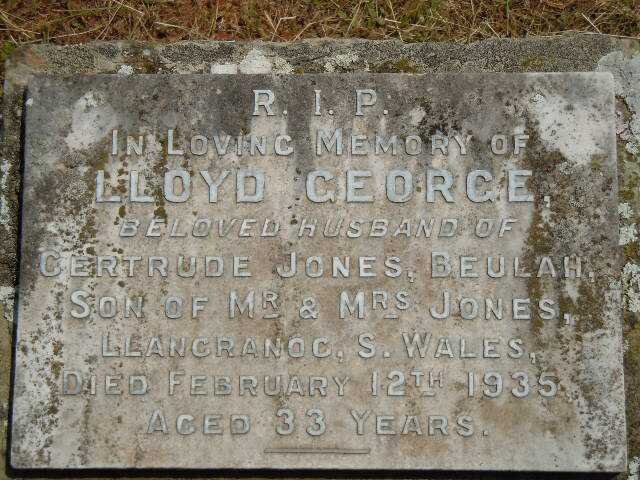 R. I. P.
IN LOVING MEMORY OF
LLOYD GEORGE,
BELOVED HUSBAND OF
GERTRUDE JONES, BEULAH,
SON OF MR & MRS JONES,
LLANGRANOG, S. WALES,
DIED FEBRUARY 12TH 1935,
AGED 33 YEARS.